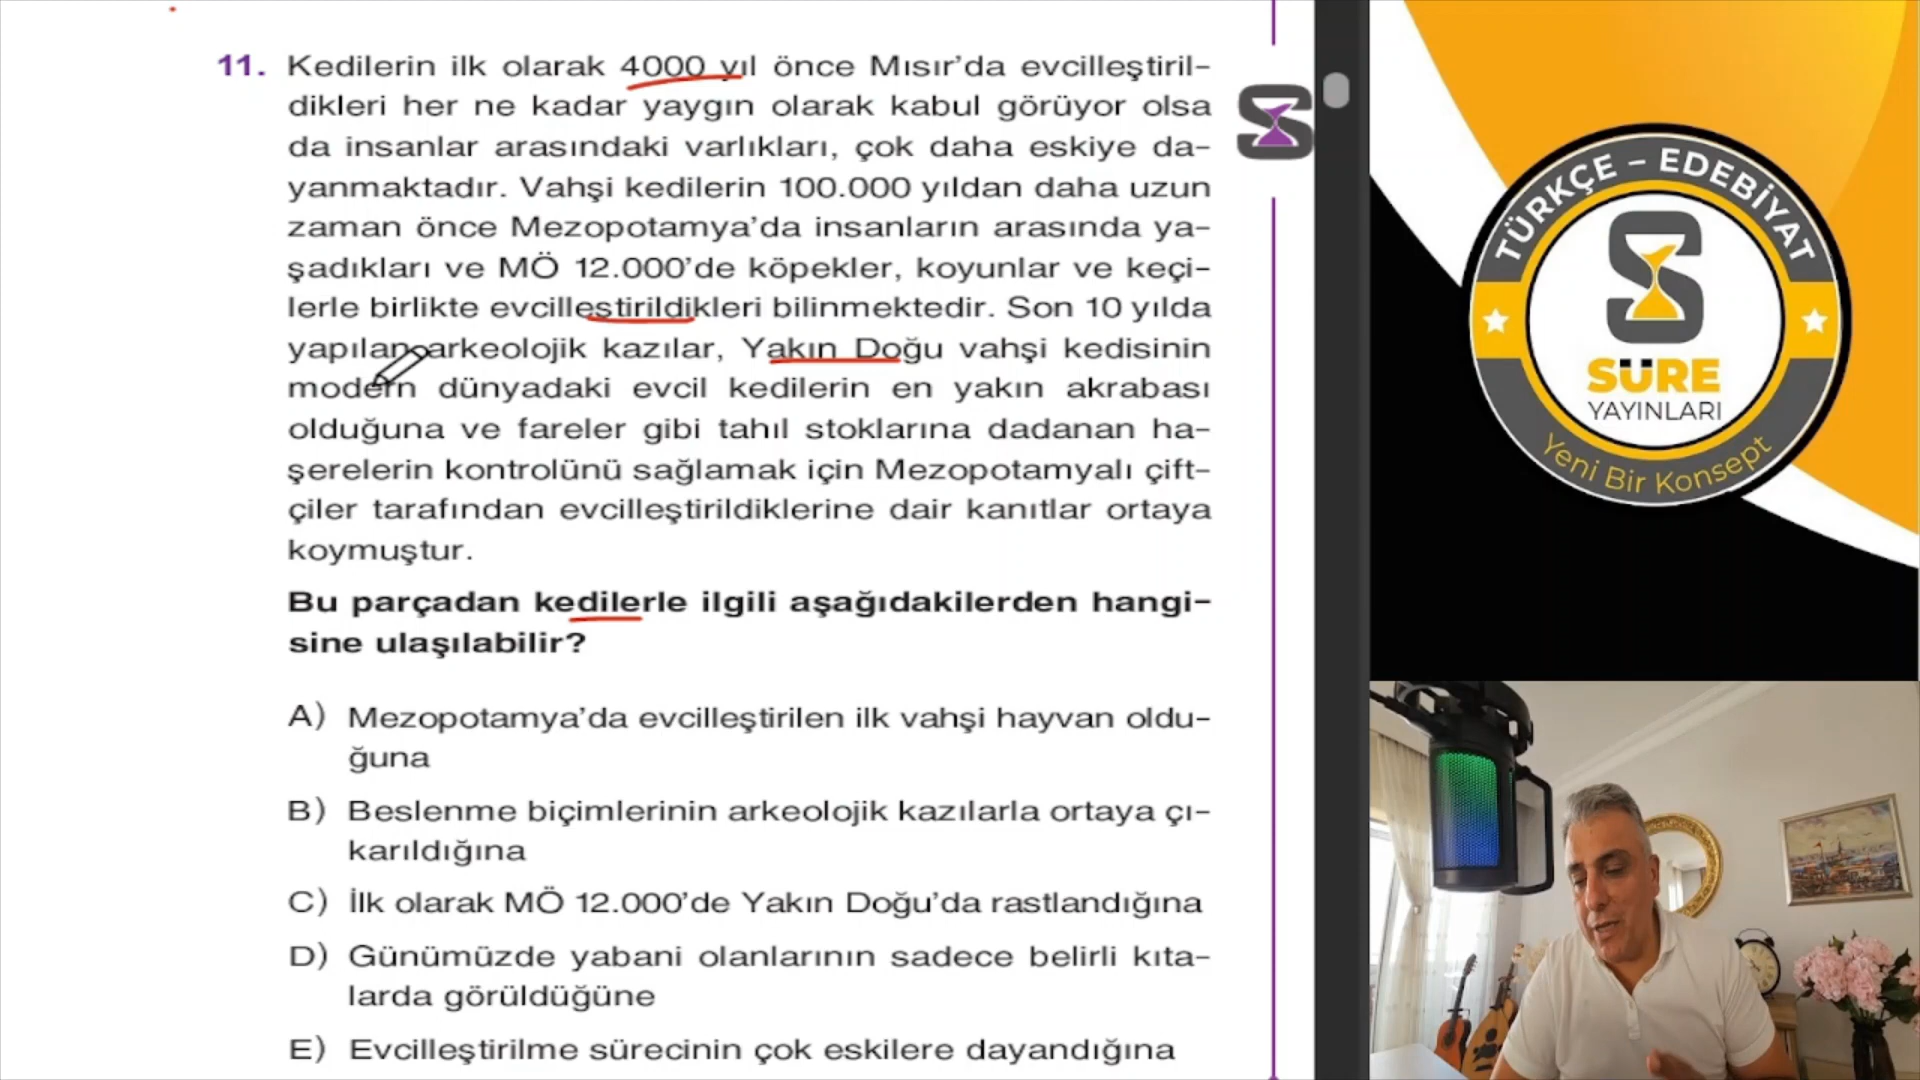 11. Kedilerin ilk olarak 4000 yıl önce Mısır’da evcilleştiril-
dikleri her ne kadar yaygın olarak kabul görüyor olsa
da insanlar arasındaki varlıkları, çok daha eskiye da-
yanmaktadır. Vahşi kedilerin 100.000 yıldan daha uzun
zaman önce Mezopotamya’da insanların arasında ya-
şadıkları ve MÖ 12.000’de köpekler, koyunlar ve keçi-
lerle birlikte evcilleştirildikleri bilinmektedir. Son 10 yılda
yapılan arkeolojik kazılar, Yakın Doğu vahşi kedisinin
modern dünyadaki evcil kedilerin en yakın akrabası
olduğuna ve fareler gibi tahıl stoklarına dadanan ha-
şerelerin kontrolünü sağlamak için Mezopotamyalı çift-
çiler tarafından evcilleştirildiklerine dair kanıtlar ortaya
koymuştur.
Bu parçadan kedilerle ilgili aşağıdakilerden hangi-
sine ulaşılabilir?
A) Mezopotamya’da evcilleştirilen ilk vahşi hayvan oldu-
ğuna
B) Beslenme biçimlerinin arkeolojik kazılarla ortaya çı-
karıldığına
C) İlk olarak MÖ 12.000’de Yakın Doğu’da rastlandığına
D) Günümüzde yabani olanlarının sadece belirli kıta-
larda görüldüğüne
E) Evcilleştirilme sürecinin çok eskilere dayandığına
TÜRKÇE – EDEBİYAT
SÜRE
YAYINLARI
Yeni Bir Konsept